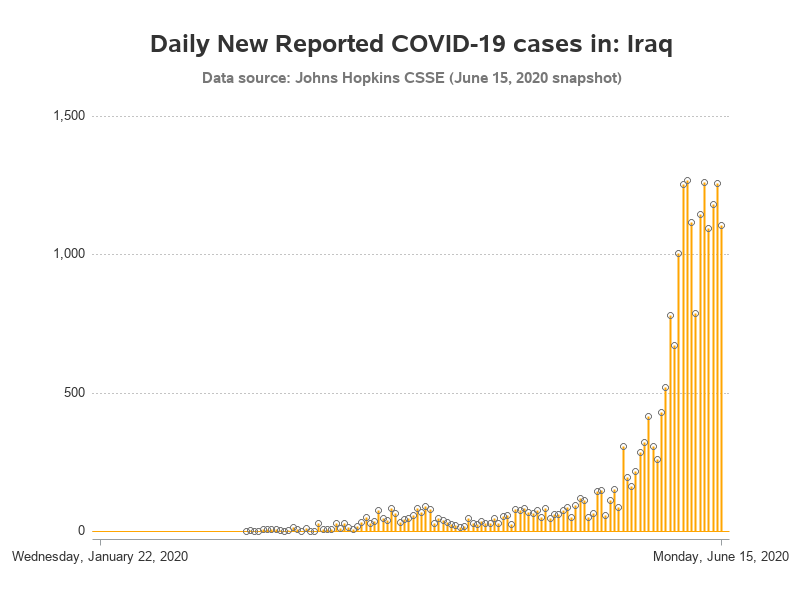 Daily New Reported COVID-19 cases in: Iraq
Data source: Johns Hopkins CSSE (June 15, 2020 snapshot)
1,500
1,000
500
0
Wednesday, January 22, 2020
Monday, June 15, 2020